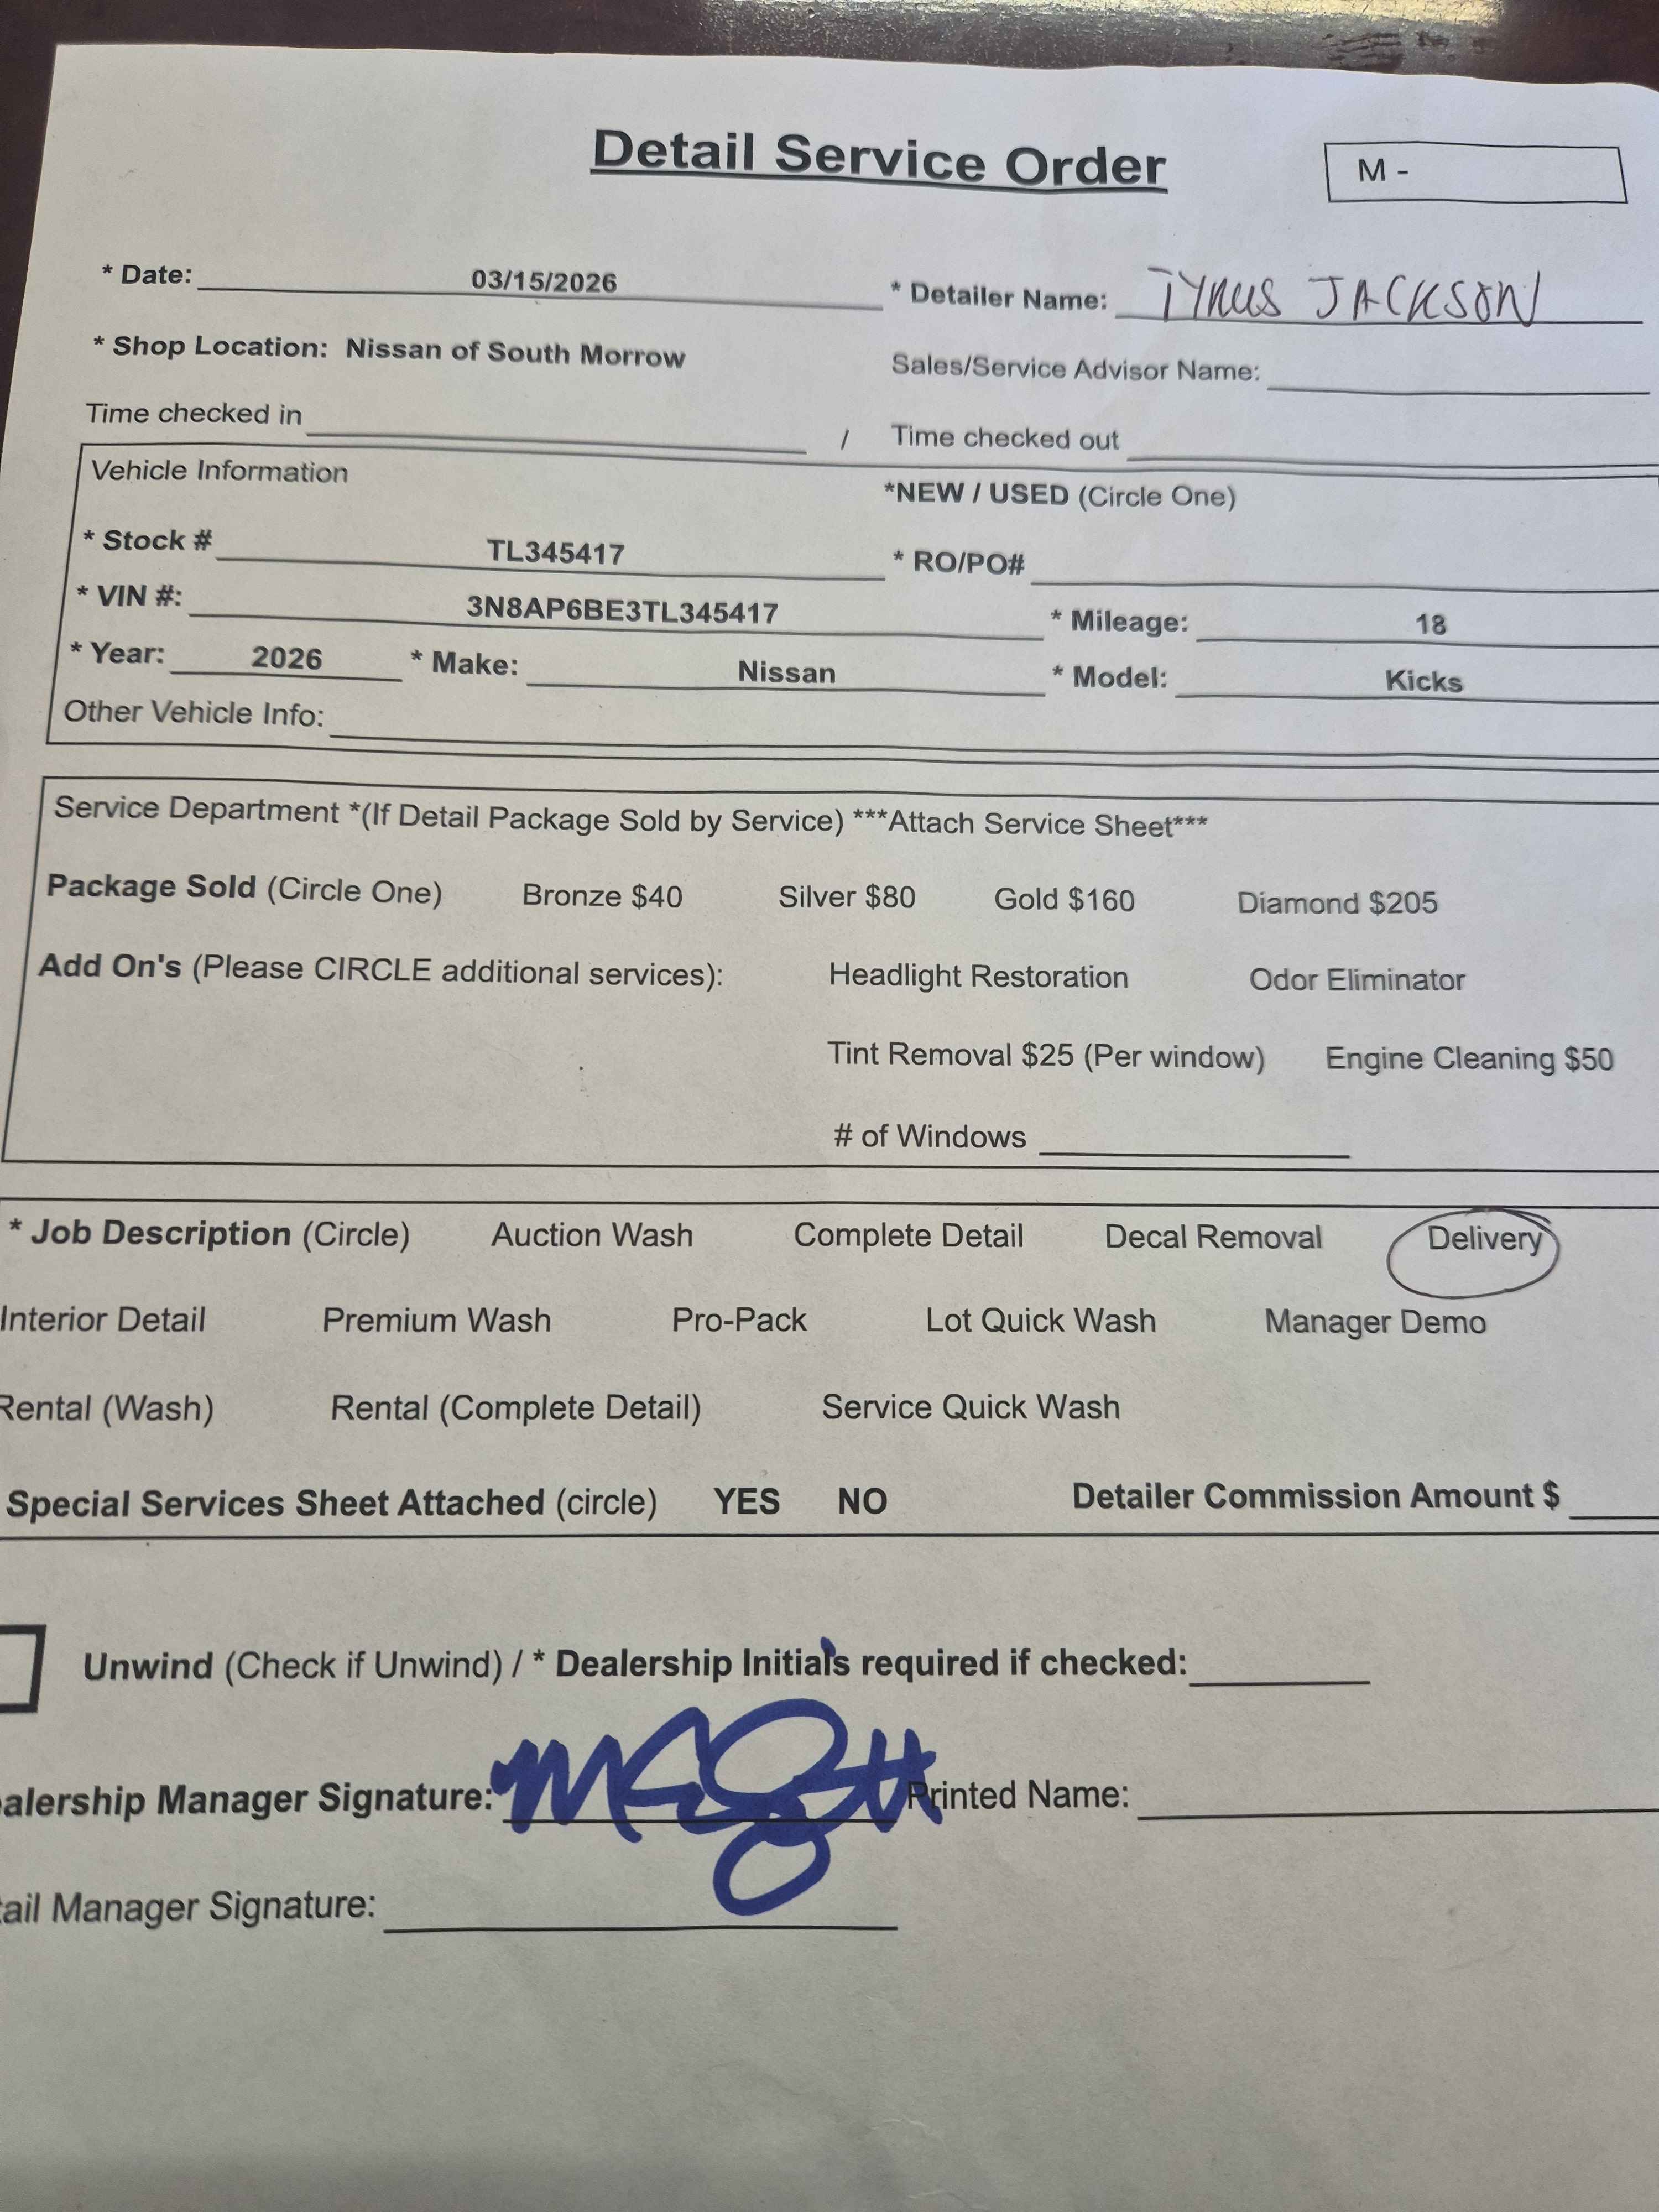 Detail Service Order
M -
* Date: 03/15/2026 * Detailer Name: TYRUS JACKSON
* Shop Location: Nissan of South Morrow Sales/Service Advisor Name:
Time checked in / Time checked out
Vehicle Information
*NEW / USED (Circle One)
* Stock # TL345417 * RO/PO#
* VIN #: 3N8AP6BE3TL345417 * Mileage: 18
* Year: 2026 * Make: Nissan * Model: Kicks
Other Vehicle Info:
Service Department *(If Detail Package Sold by Service) ***Attach Service Sheet***
Package Sold (Circle One) Bronze $40 Silver $80 Gold $160 Diamond $205
Add On's (Please CIRCLE additional services): Headlight Restoration Odor Eliminator
Tint Removal $25 (Per window) Engine Cleaning $50
# of Windows
* Job Description (Circle) Auction Wash Complete Detail Decal Removal Delivery
Interior Detail Premium Wash Pro-Pack Lot Quick Wash Manager Demo
Rental (Wash) Rental (Complete Detail) Service Quick Wash
Special Services Sheet Attached (circle) YES NO Detailer Commission Amount $
Unwind (Check if Unwind) / * Dealership Initials required if checked:
alership Manager Signature: Printed Name:
tail Manager Signature: